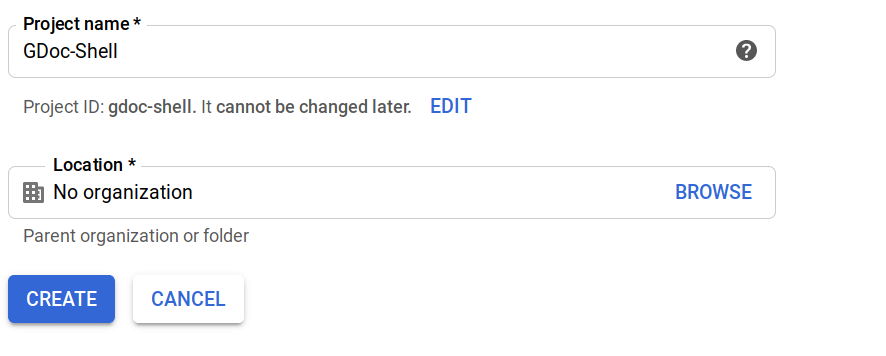 Project name *
GDoc-Shell
Project ID: gdoc-shell. It cannot be changed later. EDIT
Location *
No organization BROWSE
Parent organization or folder
CREATE CANCEL